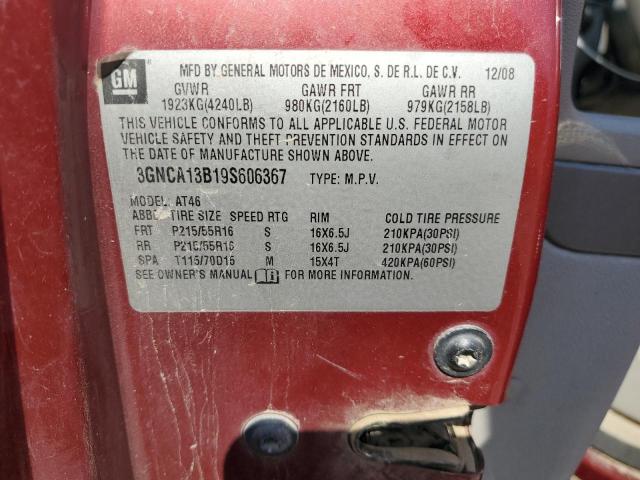 GM
MFD BY GENERAL MOTORS DE MEXICO, S. DE R.L. DE C.V. 12/08
GVWR GAWR FRT GAWR RR
1923KG(4240LB) 980KG(2160LB) 979KG(2158LB)
THIS VEHICLE CONFORMS TO ALL APPLICABLE U.S. FEDERAL MOTOR
VEHICLE SAFETY AND THEFT PREVENTION STANDARDS IN EFFECT ON
THE DATE OF MANUFACTURE SHOWN ABOVE.
3GNCA13B19S606367 TYPE: M.P.V.
MODEL: AT46
TIRE SIZE SPEED RTG RIM COLD TIRE PRESSURE
FRT P215/55R16 S 16X6.5J 210KPA(30PSI)
RR P215/55R16 S 16X6.5J 210KPA(30PSI)
SPA T115/70D15 M 15X4T 420KPA(60PSI)
SEE OWNER'S MANUAL FOR MORE INFORMATION.